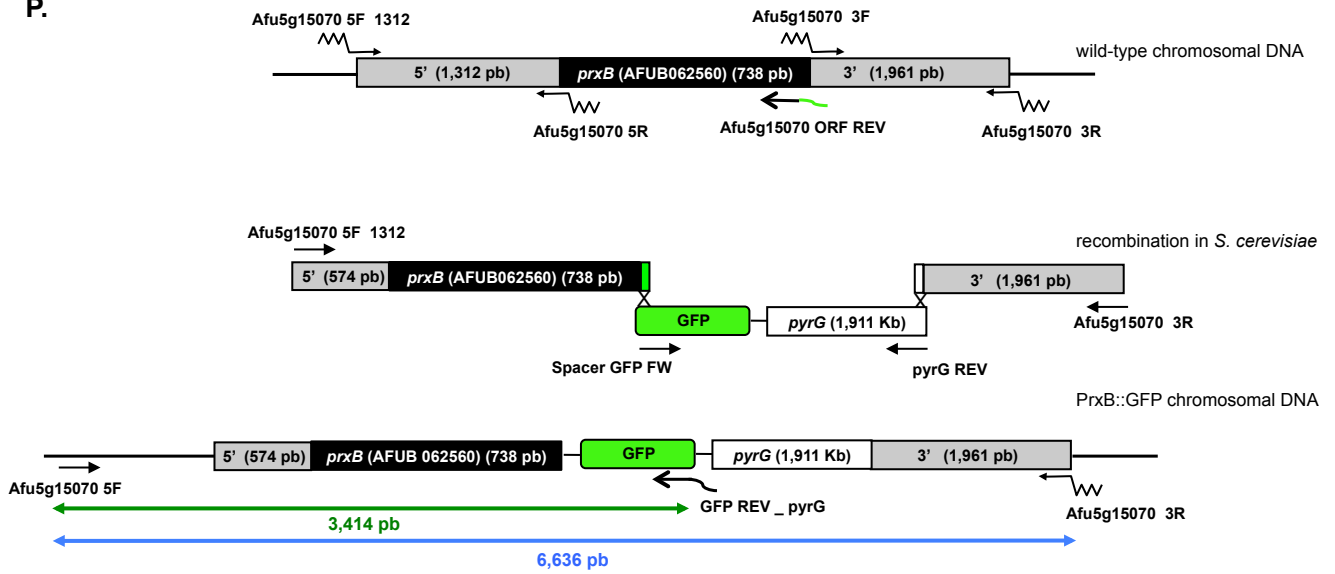 P.
Afu5g15070 5F 1312
Afu5g15070 3F
wild-type chromosomal DNA
5’ (1,312 pb)
prxB (AFUB062560) (738 pb)
3’ (1,961 pb)
Afu5g15070 5R
Afu5g15070 ORF REV
Afu5g15070 3R
Afu5g15070 5F 1312
recombination in S. cerevisiae
5’ (574 pb)
prxB (AFUB062560) (738 pb)
3’ (1,961 pb)
GFP
pyrG (1,911 Kb)
Afu5g15070 3R
Spacer GFP FW
pyrG REV
PrxB::GFP chromosomal DNA
5’ (574 pb)
prxB (AFUB 062560) (738 pb)
GFP
pyrG (1,911 Kb)
3’ (1,961 pb)
Afu5g15070 5F
GFP REV _ pyrG
Afu5g15070 3R
3,414 pb
6,636 pb